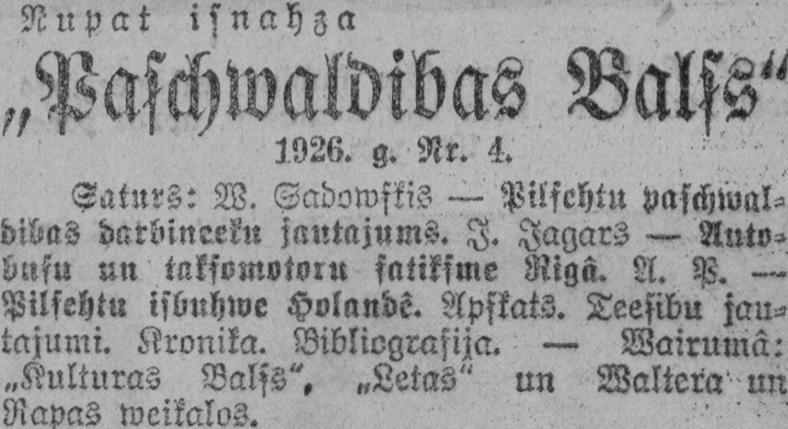 Nupat iſnahza
„Paſchwaldibas Balſs“
1926. g. Nr. 4.
Saturs: W. Sadowſkis — Pilſehtu paſchwal-
dibas darbineeku jautajums. J. Jagars — Auto-
buſu un takſomotoru ſatikſme Rigâ. A. P. —
Pilſehtu iſbuhwe Holandê. Apſkats. Teeſibu jau-
tajumi. Kronika. Bibliografija. — Wairumâ:
„Kulturas Balſs“, „Letas“ un Waltera un
Rapas weikalos.